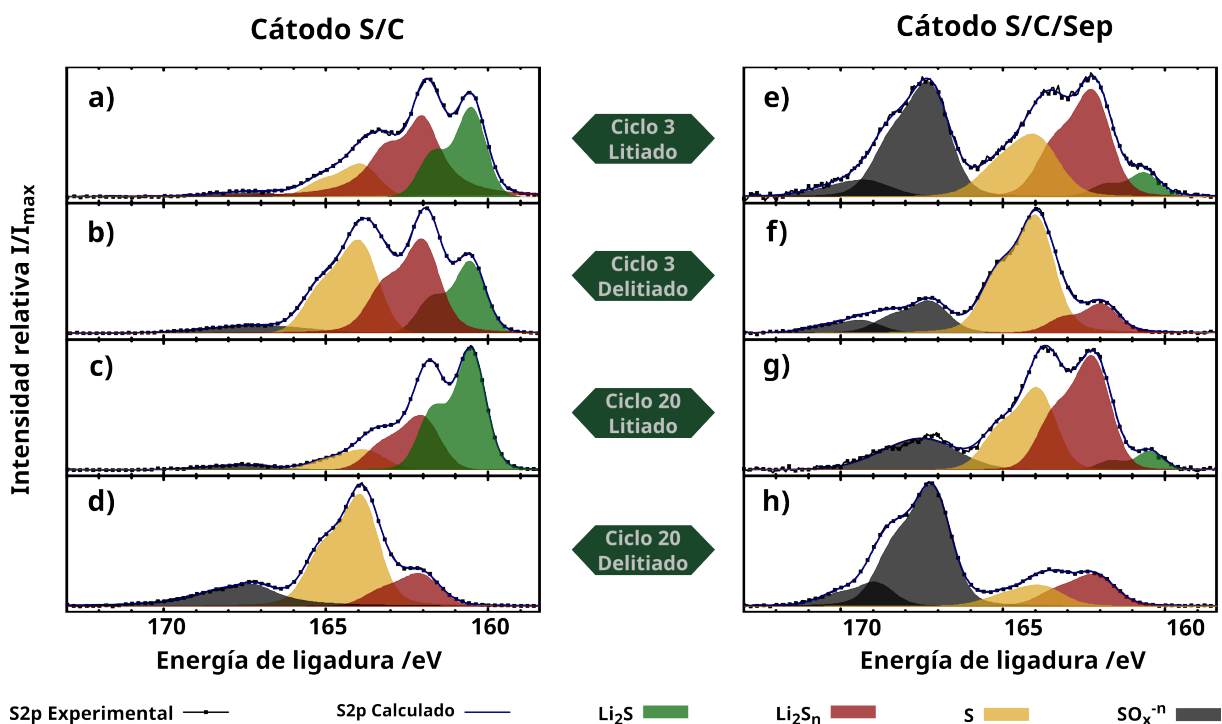 Cátodo S/C
Cátodo S/C/Sep
Intensidad relativa I/Imax
a)
Ciclo 3
Litiado
e)
b)
Ciclo 3
Delitiado
f)
c)
Ciclo 20
Litiado
g)
d)
Ciclo 20
Delitiado
h)
170 165 160
170 165 160
Energía de ligadura /eV
Energía de ligadura /eV
S2p Experimental
S2p Calculado
Li₂S
Li₂Sₙ
S
SOₓ⁻ⁿ